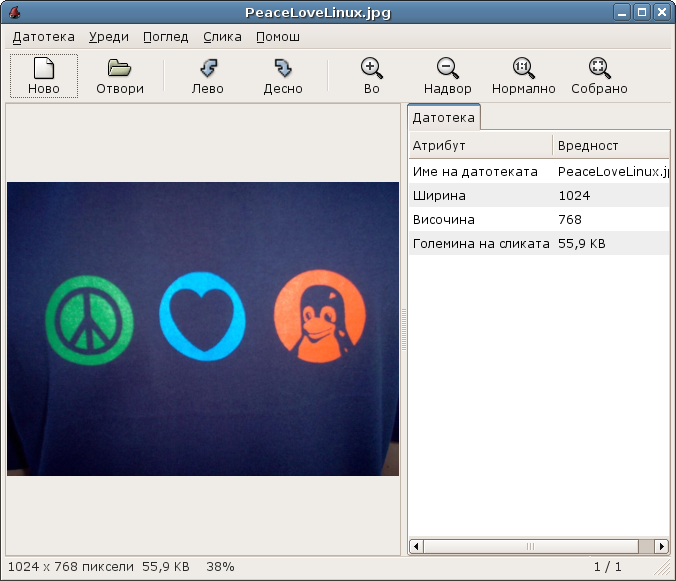 PeaceLoveLinux.jpg
Датотека Уреди Поглед Слика Помош
Ново Отвори Лево Десно Во Надвор Нормално Собрано
Датотека
Атрибут Вредност
Име на датотеката PeaceLoveLinux.jp
Ширина 1024
Височина 768
Големина на сликата 55,9 KB
1024 x 768 пиксели 55,9 KB 38% 1 / 1